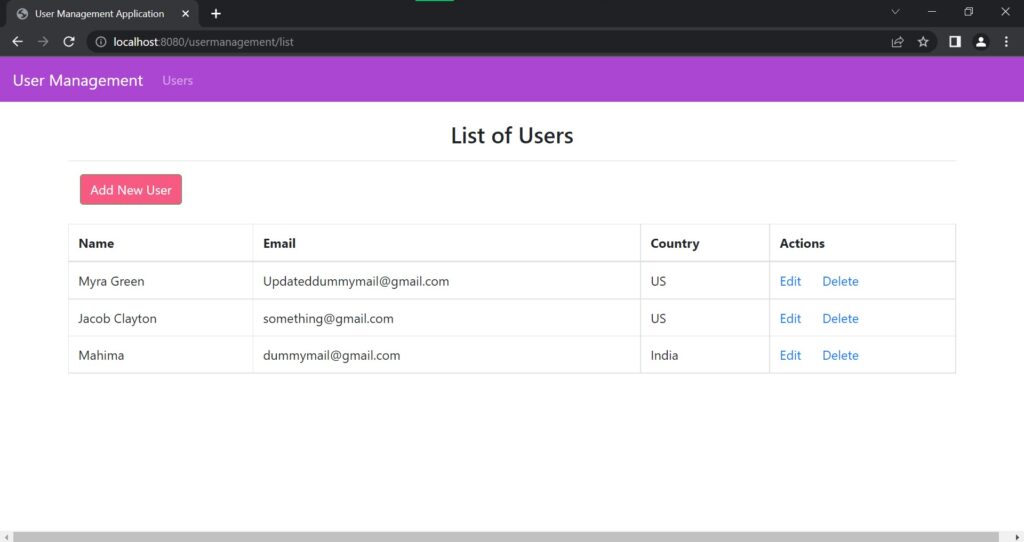 User Management Application
localhost:8080/usermanagement/list
User Management Users
List of Users
Add New User
Name Email Country Actions
Myra Green Updateddummymail@gmail.com US Edit Delete
Jacob Clayton something@gmail.com US Edit Delete
Mahima dummymail@gmail.com India Edit Delete